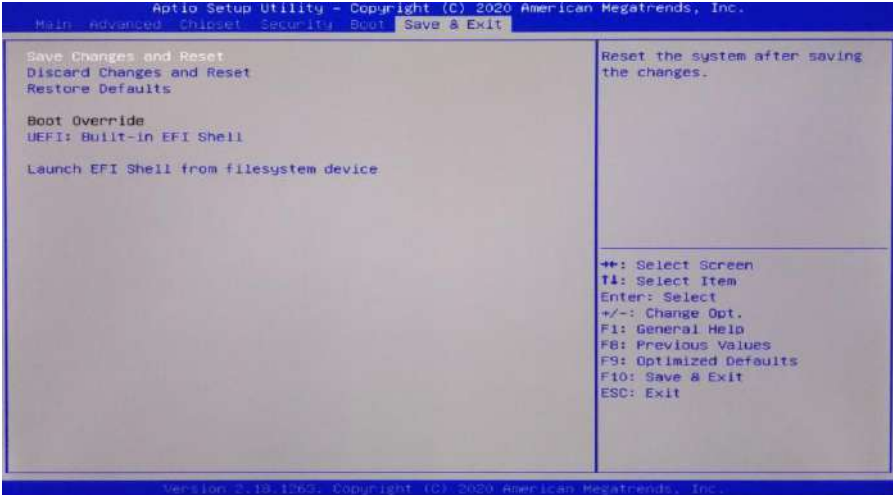 Aptio Setup Utility – Copyright (C) 2020 American Megatrends, Inc.
Main Advanced Chipset Security Boot Save & Exit
Save Changes and Reset
Discard Changes and Reset
Restore Defaults
Boot Override
UEFI: Built-in EFI Shell
Launch EFI Shell from filesystem device
Reset the system after saving
the changes.
→←: Select Screen
↑↓: Select Item
Enter: Select
+/-: Change Opt.
F1: General Help
F8: Previous Values
F9: Optimized Defaults
F10: Save & Exit
ESC: Exit
Version 2.18.1263. Copyright (C) 2020 American Megatrends, Inc.